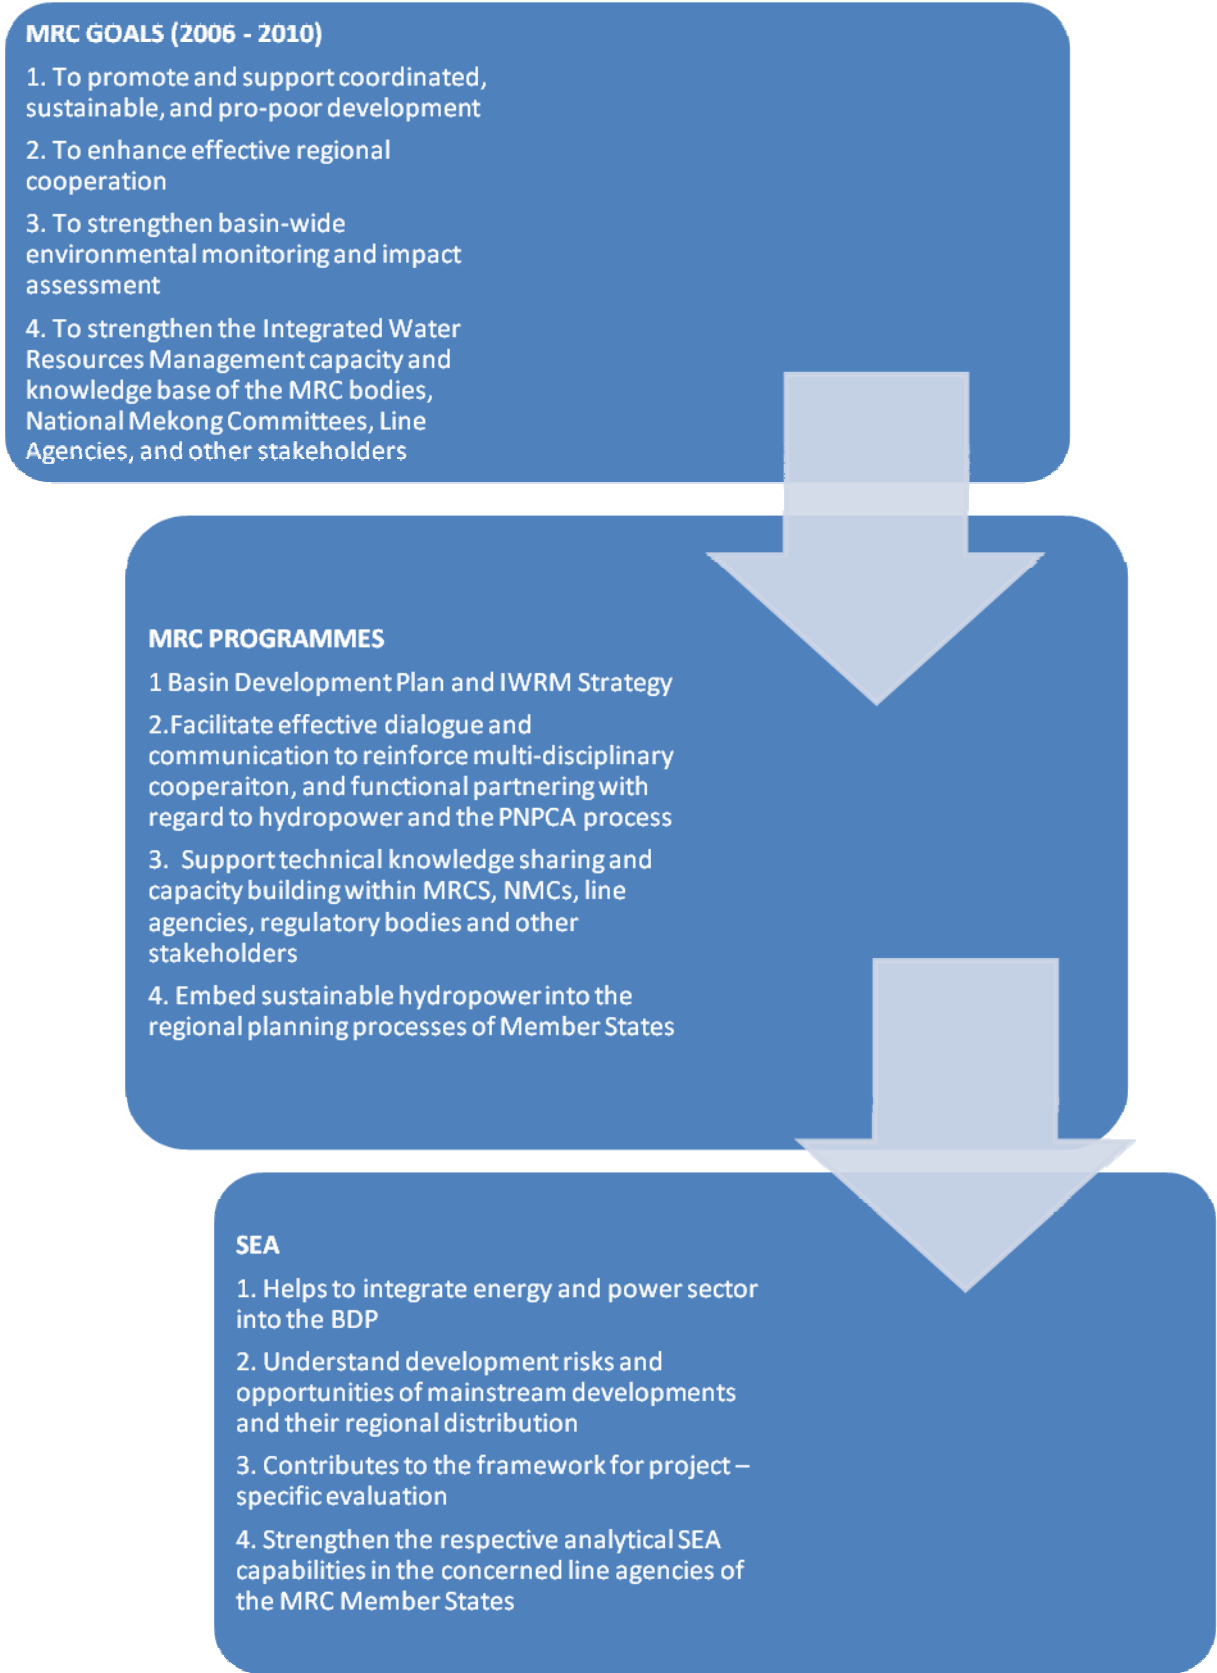 MRC GOALS (2006 - 2010)
1. To promote and support coordinated,
sustainable, and pro-poor development
2. To enhance effective regional
cooperation
3. To strengthen basin-wide
environmental monitoring and impact
assessment
4. To strengthen the Integrated Water
Resources Management capacity and
knowledge base of the MRC bodies,
National Mekong Committees, Line
Agencies, and other stakeholders
MRC PROGRAMMES
1 Basin Development Plan and IWRM Strategy
2.Facilitate effective dialogue and
communication to reinforce multi-disciplinary
cooperaiton, and functional partnering with
regard to hydropower and the PNPCA process
3. Support technical knowledge sharing and
capacity building within MRCS, NMCs, line
agencies, regulatory bodies and other
stakeholders
4. Embed sustainable hydropower into the
regional planning processes of Member States
SEA
1. Helps to integrate energy and power sector
into the BDP
2. Understand development risks and
opportunities of mainstream developments
and their regional distribution
3. Contributes to the framework for project –
specific evaluation
4. Strengthen the respective analytical SEA
capabilities in the concerned line agencies of
the MRC Member States